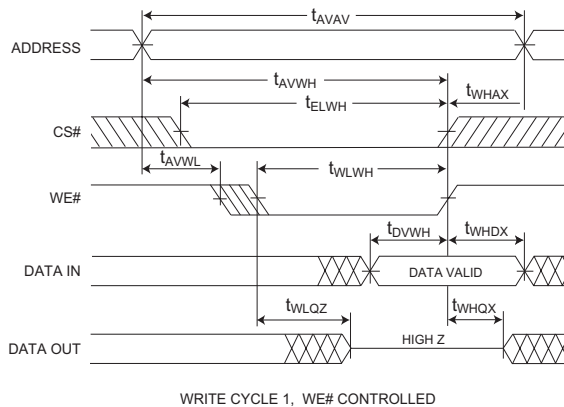 tAVAV
ADDRESS
tAVWH
tELWH
tWHAX
CS#
tAVWL
tWLWH
WE#
tDVWH
tWHDX
DATA IN
DATA VALID
tWLQZ
tWHQX
HIGH Z
DATA OUT
WRITE CYCLE 1, WE# CONTROLLED